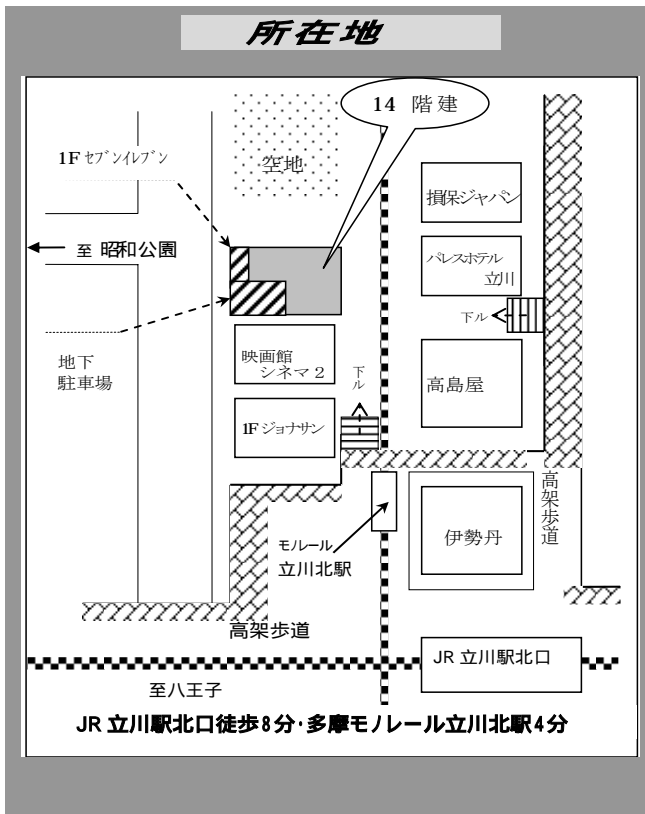 所在地
14 階建
1F セブンイレブン
空地
損保ジャパン
至 昭和公園
パレスホテル
立川
下ル
映画館
シネマ 2
下ル
地下
駐車場
高島屋
1F ジョナサン
高架歩道
伊勢丹
モルール
立川北駅
高架歩道
JR 立川駅北口
至八王子
JR 立川駅北口徒歩8分・多摩モノレール立川北駅4分